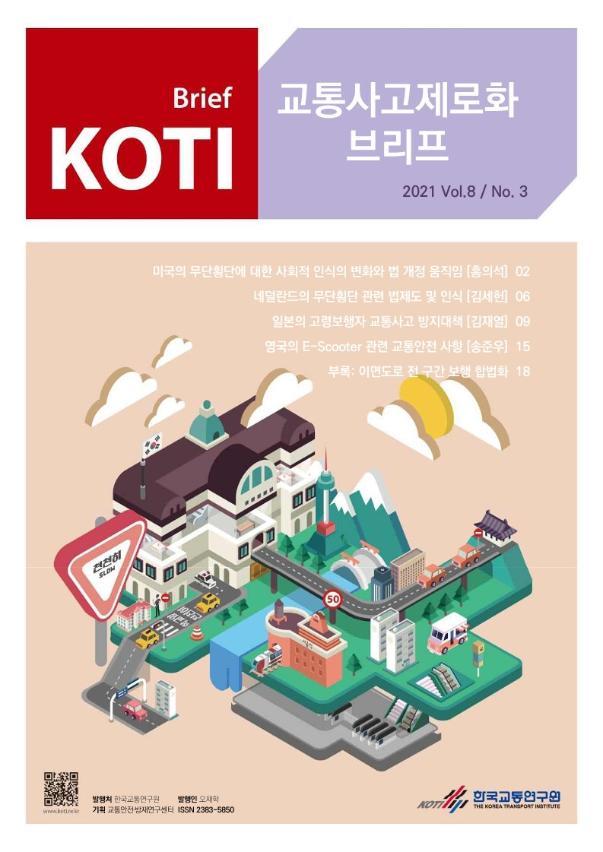 Brief
KOTI
교통사고제로화
브리프
2021 Vol.8 / No. 3
미국의 무단횡단에 대한 사회적 인식의 변화와 법 개정 움직임 [홍의석] 02
네덜란드의 무단횡단 관련 법제도 및 인식 [김세헌] 06
일본의 고령보행자 교통사고 방지대책 [김재열] 09
영국의 E-Scooter 관련 교통안전 사항 [송준우] 15
부록: 이면도로 전 구간 보행 합법화 18
천천히
SLOW
50
www.koti.re.kr
발행처 한국교통연구원 발행인 오재학
기획 교통안전·방재연구센터 ISSN 2383-5850
KOTI 한국교통연구원
THE KOREA TRANSPORT INSTITUTE